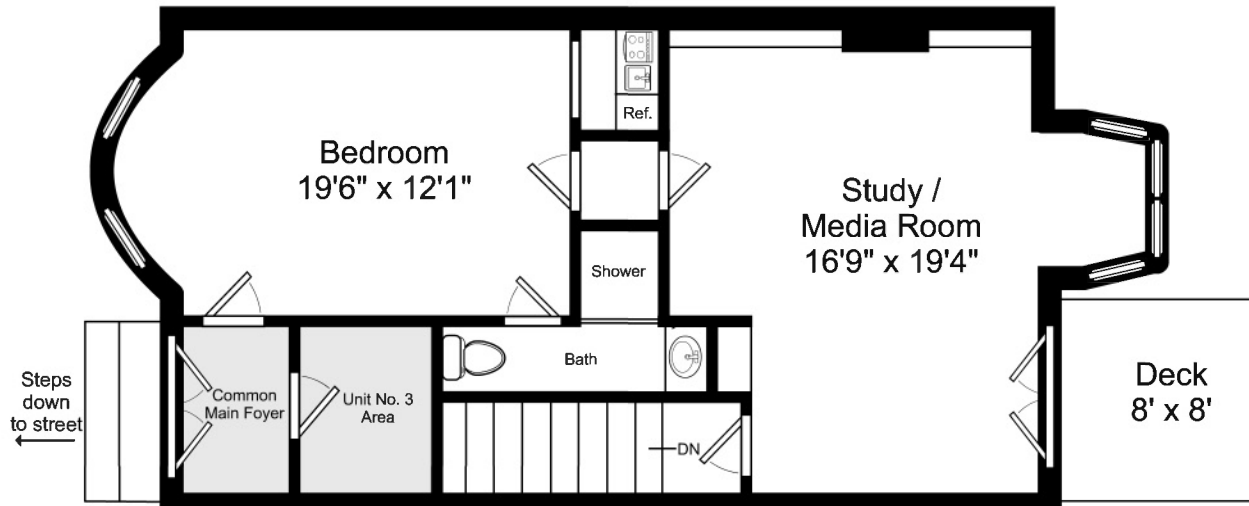 Bedroom
19'6" x 12'1"
Ref.
Study /
Media Room
16'9" x 19'4"
Shower
Bath
Common
Main Foyer
Unit No. 3
Area
DN
Steps
down
to street
Deck
8' x 8'